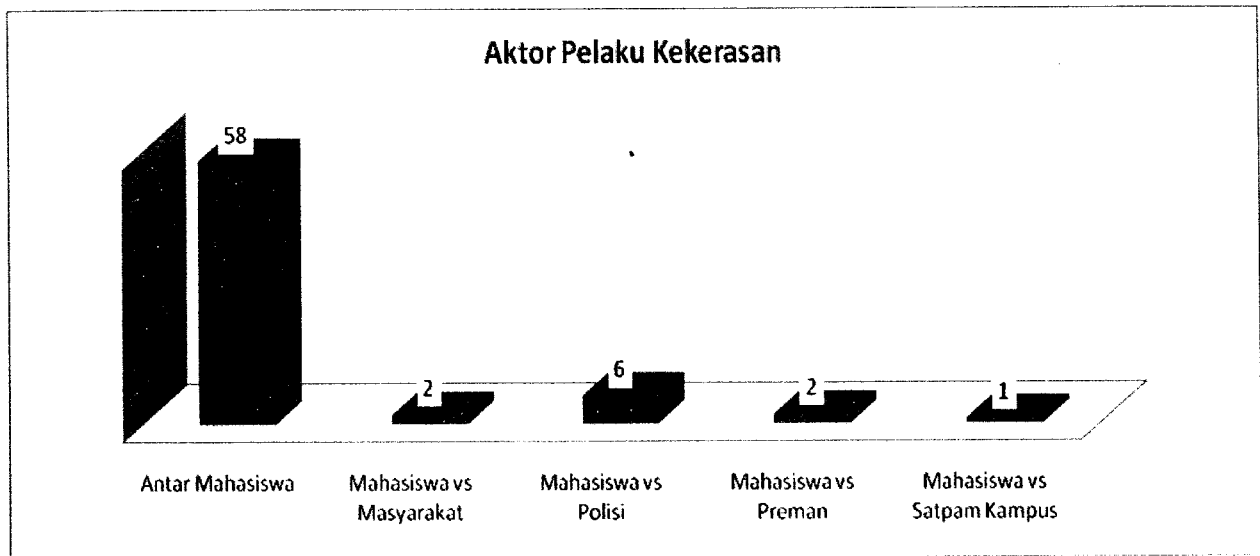 Aktor Pelaku Kekerasan
58
2
6
2
1
Antar Mahasiswa
Mahasiswa vs
Masyarakat
Mahasiswa vs
Polisi
Mahasiswa vs
Preman
Mahasiswa vs
Satpam Kampus